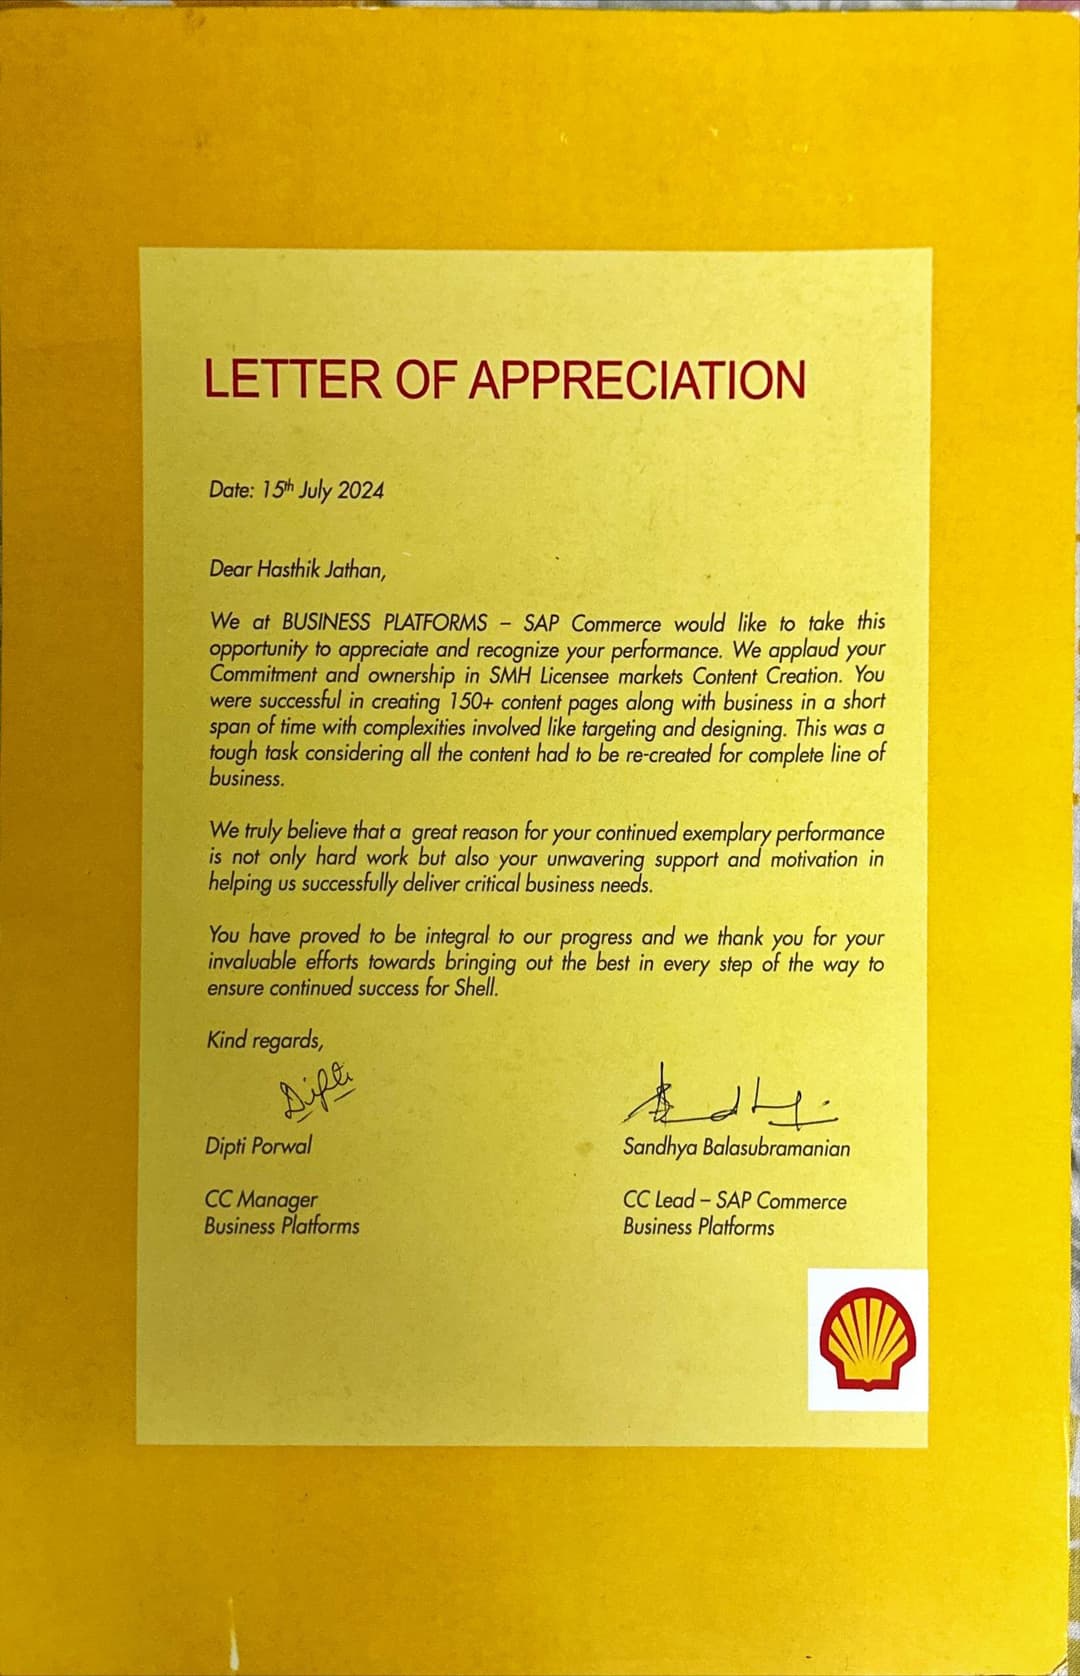 LETTER OF APPRECIATION
Date: 15th July 2024
Dear Hasthik Jathan,
We at BUSINESS PLATFORMS – SAP Commerce would like to take this
opportunity to appreciate and recognize your performance. We applaud your
Commitment and ownership in SMH Licensee markets Content Creation. You
were successful in creating 150+ content pages along with business in a short
span of time with complexities involved like targeting and designing. This was a
tough task considering all the content had to be re-created for complete line of
business.
We truly believe that a great reason for your continued exemplary performance
is not only hard work but also your unwavering support and motivation in
helping us successfully deliver critical business needs.
You have proved to be integral to our progress and we thank you for your
invaluable efforts towards bringing out the best in every step of the way to
ensure continued success for Shell.
Kind regards,
Dipti
Dipti Porwal Sandhya Balasubramanian
CC Manager CC Lead – SAP Commerce
Business Platforms Business Platforms